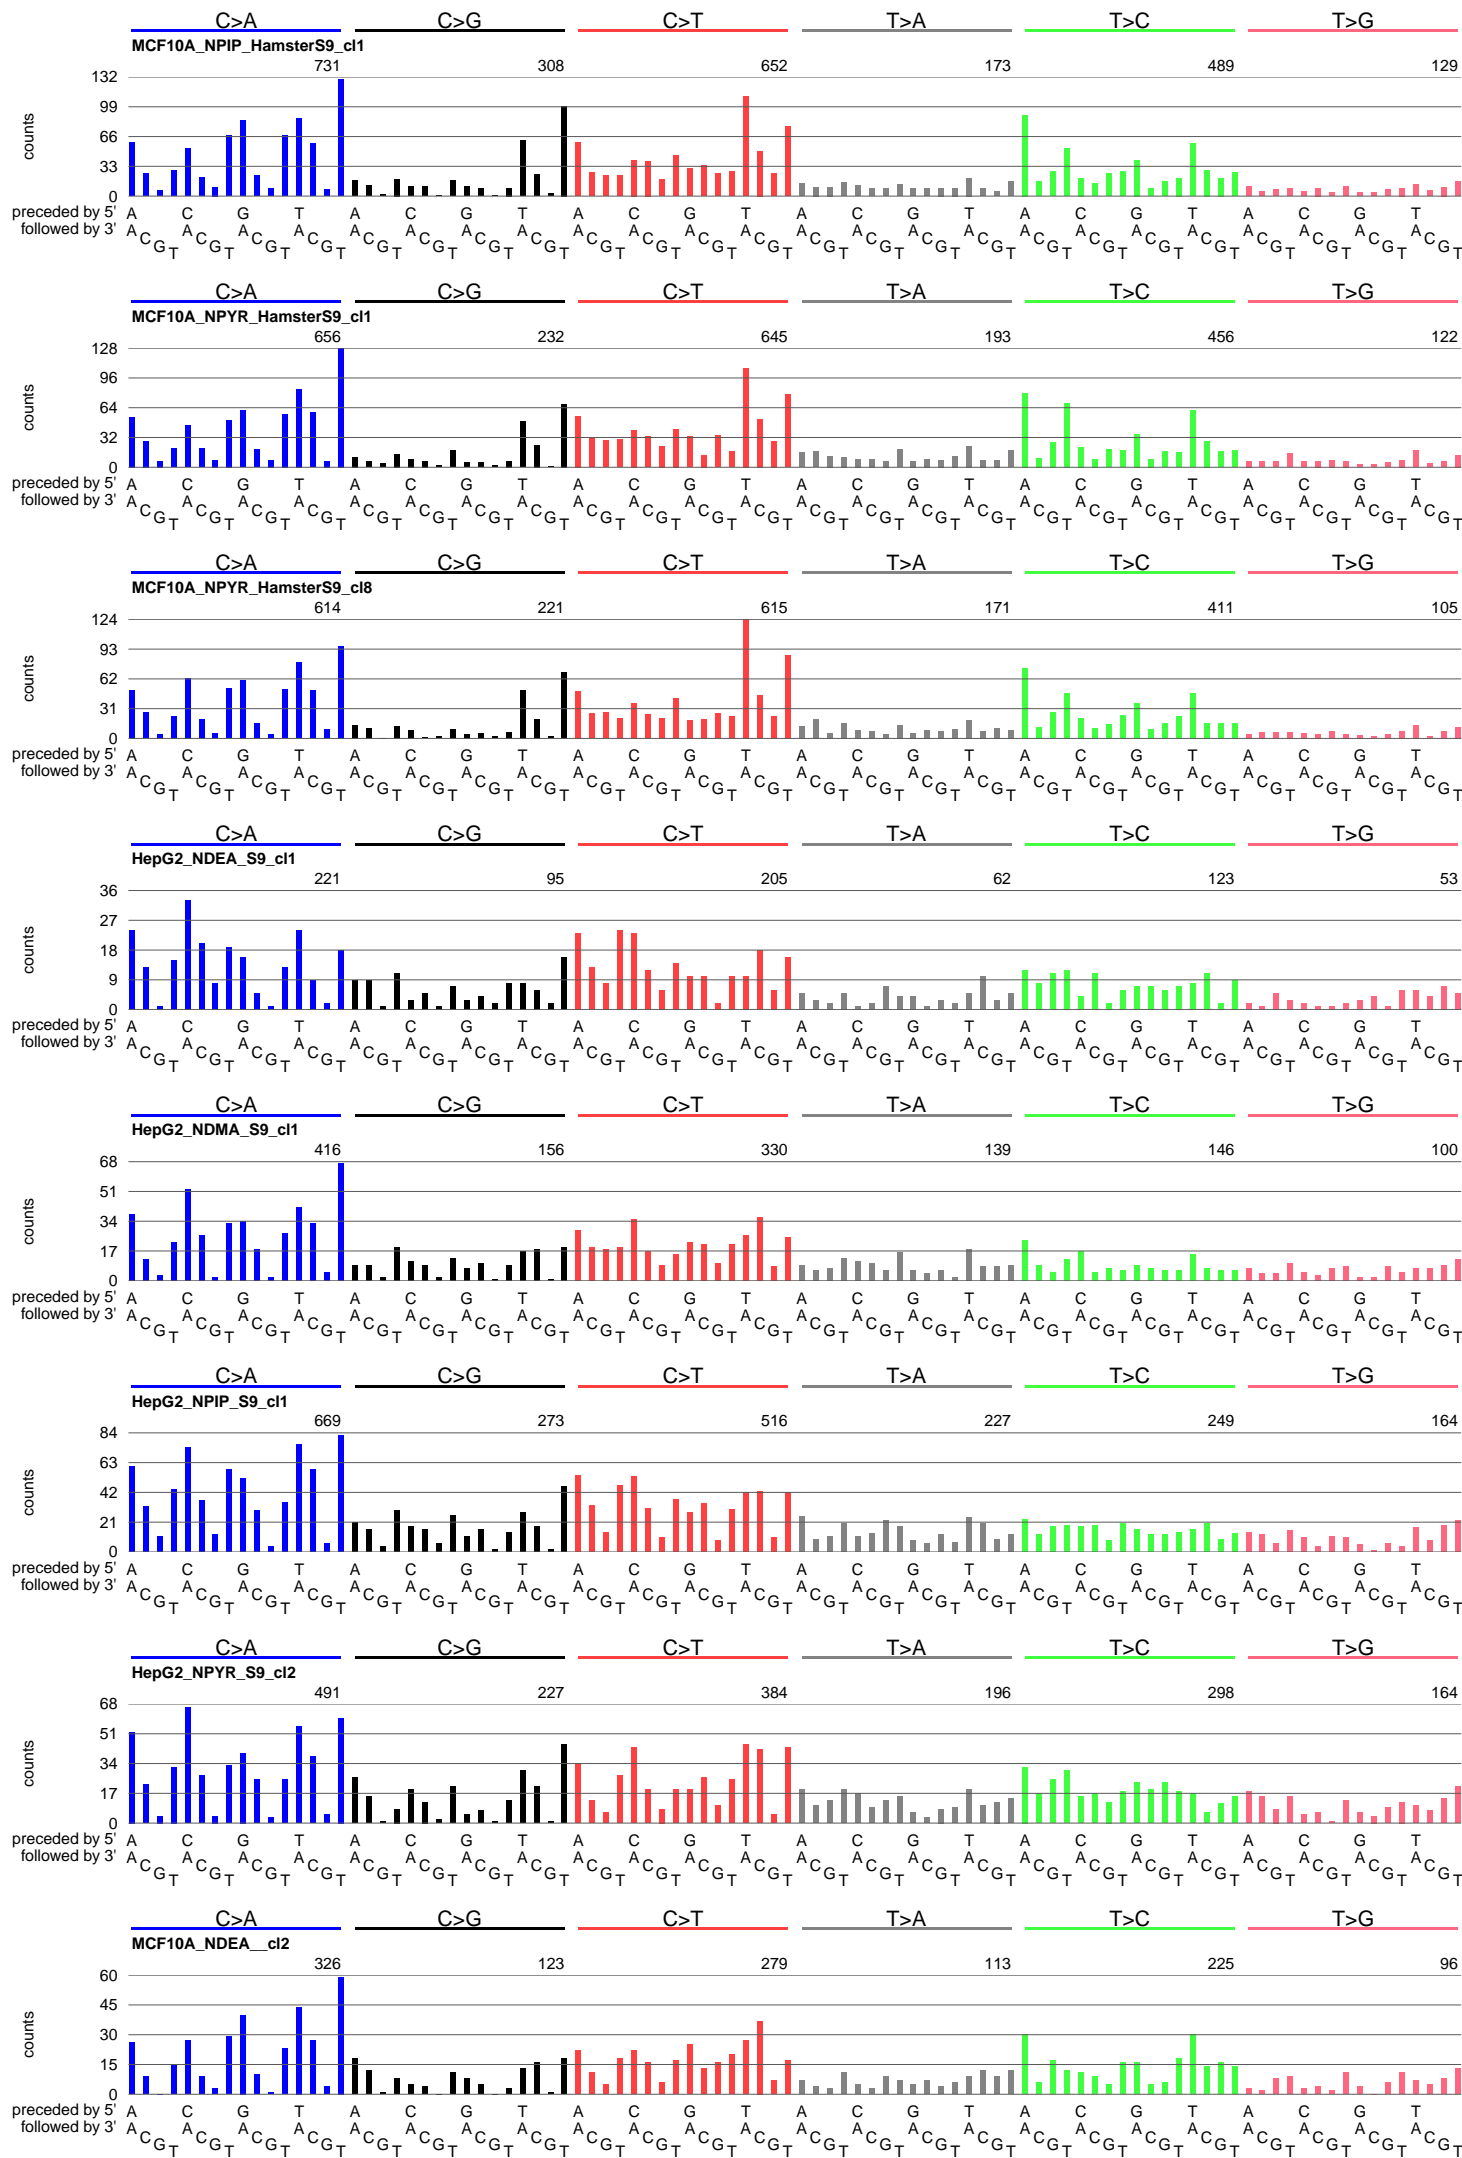 C>A C>G C>T T>A T>C T>G
MCF10A_NPIP_HamsterS9_cl1
731 308 652 173 489 129
132
99
66
33
0
counts
preceded by 5' A C G T A C G T A C G T A C G T A C G T A C G T
followed by 3' A C G T A C G T A C G T A C G T A C G T A C G T A C G T A C G T A C G T A C G T A C G T A C G T A C G T A C G T A C G T A C G T A C G T A C G T A C G T A C G T A C G T A C G T A C G T A C G T
C>A C>G C>T T>A T>C T>G
MCF10A_NPYR_HamsterS9_cl1
656 232 645 193 456 122
128
96
64
32
0
counts
preceded by 5' A C G T A C G T A C G T A C G T A C G T A C G T
followed by 3' A C G T A C G T A C G T A C G T A C G T A C G T A C G T A C G T A C G T A C G T A C G T A C G T A C G T A C G T A C G T A C G T A C G T A C G T A C G T A C G T A C G T A C G T A C G T A C G T
C>A C>G C>T T>A T>C T>G
MCF10A_NPYR_HamsterS9_cl8
614 221 615 171 411 105
124
93
62
31
0
counts
preceded by 5' A C G T A C G T A C G T A C G T A C G T A C G T
followed by 3' A C G T A C G T A C G T A C G T A C G T A C G T A C G T A C G T A C G T A C G T A C G T A C G T A C G T A C G T A C G T A C G T A C G T A C G T A C G T A C G T A C G T A C G T A C G T A C G T
C>A C>G C>T T>A T>C T>G
HepG2_NDEA_S9_cl1
221 95 205 62 123 53
36
27
18
9
0
counts
preceded by 5' A C G T A C G T A C G T A C G T A C G T A C G T
followed by 3' A C G T A C G T A C G T A C G T A C G T A C G T A C G T A C G T A C G T A C G T A C G T A C G T A C G T A C G T A C G T A C G T A C G T A C G T A C G T A C G T A C G T A C G T A C G T A C G T
C>A C>G C>T T>A T>C T>G
HepG2_NDMA_S9_cl1
416 156 330 139 146 100
68
51
34
17
0
counts
preceded by 5' A C G T A C G T A C G T A C G T A C G T A C G T
followed by 3' A C G T A C G T A C G T A C G T A C G T A C G T A C G T A C G T A C G T A C G T A C G T A C G T A C G T A C G T A C G T A C G T A C G T A C G T A C G T A C G T A C G T A C G T A C G T A C G T
C>A C>G C>T T>A T>C T>G
HepG2_NPIP_S9_cl1
669 273 516 227 249 164
84
63
42
21
0
counts
preceded by 5' A C G T A C G T A C G T A C G T A C G T A C G T
followed by 3' A C G T A C G T A C G T A C G T A C G T A C G T A C G T A C G T A C G T A C G T A C G T A C G T A C G T A C G T A C G T A C G T A C G T A C G T A C G T A C G T A C G T A C G T A C G T A C G T
C>A C>G C>T T>A T>C T>G
HepG2_NPYR_S9_cl2
491 227 384 196 298 164
68
51
34
17
0
counts
preceded by 5' A C G T A C G T A C G T A C G T A C G T A C G T
followed by 3' A C G T A C G T A C G T A C G T A C G T A C G T A C G T A C G T A C G T A C G T A C G T A C G T A C G T A C G T A C G T A C G T A C G T A C G T A C G T A C G T A C G T A C G T A C G T A C G T
C>A C>G C>T T>A T>C T>G
MCF10A_NDEA__cl2
326 123 279 113 225 96
60
45
30
15
0
counts
preceded by 5' A C G T A C G T A C G T A C G T A C G T A C G T
followed by 3' A C G T A C G T A C G T A C G T A C G T A C G T A C G T A C G T A C G T A C G T A C G T A C G T A C G T A C G T A C G T A C G T A C G T A C G T A C G T A C G T A C G T A C G T A C G T A C G T